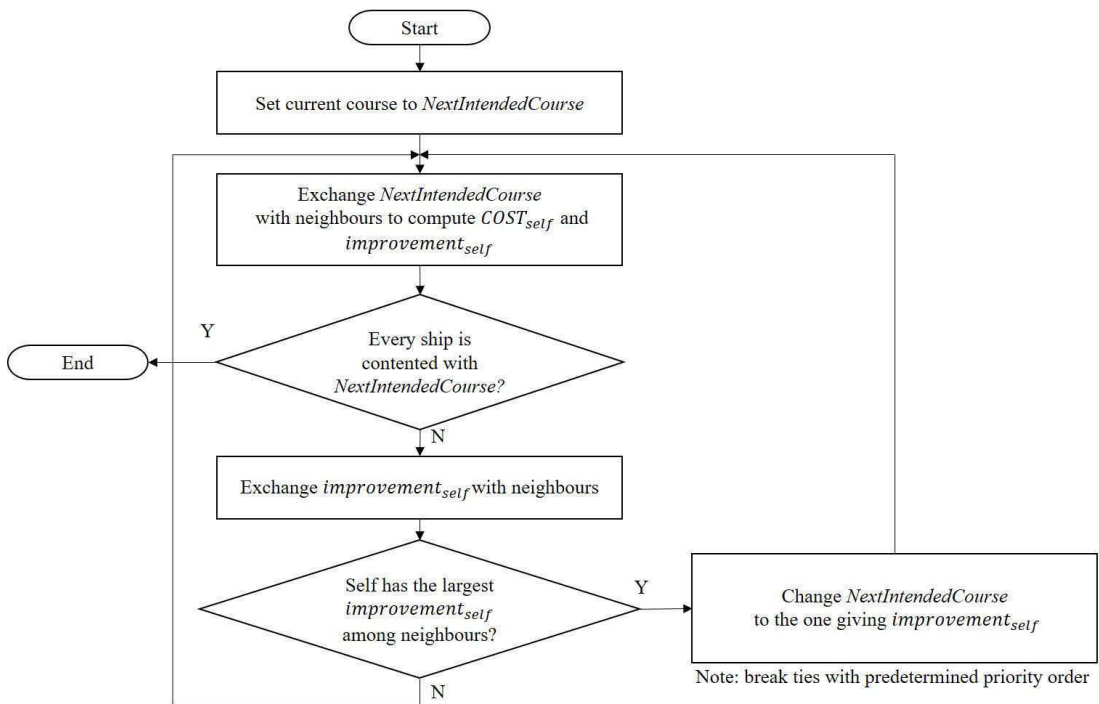 Start
Set current course to NextIntendedCourse
Exchange NextIntendedCourse
with neighbours to compute COST_self and
improvement_self
Y
Every ship is
contented with
NextIntendedCourse?
End
N
Exchange improvement_self with neighbours
Self has the largest
improvement_self
among neighbours?
Y
Change NextIntendedCourse
to the one giving improvement_self
N
Note: break ties with predetermined priority order